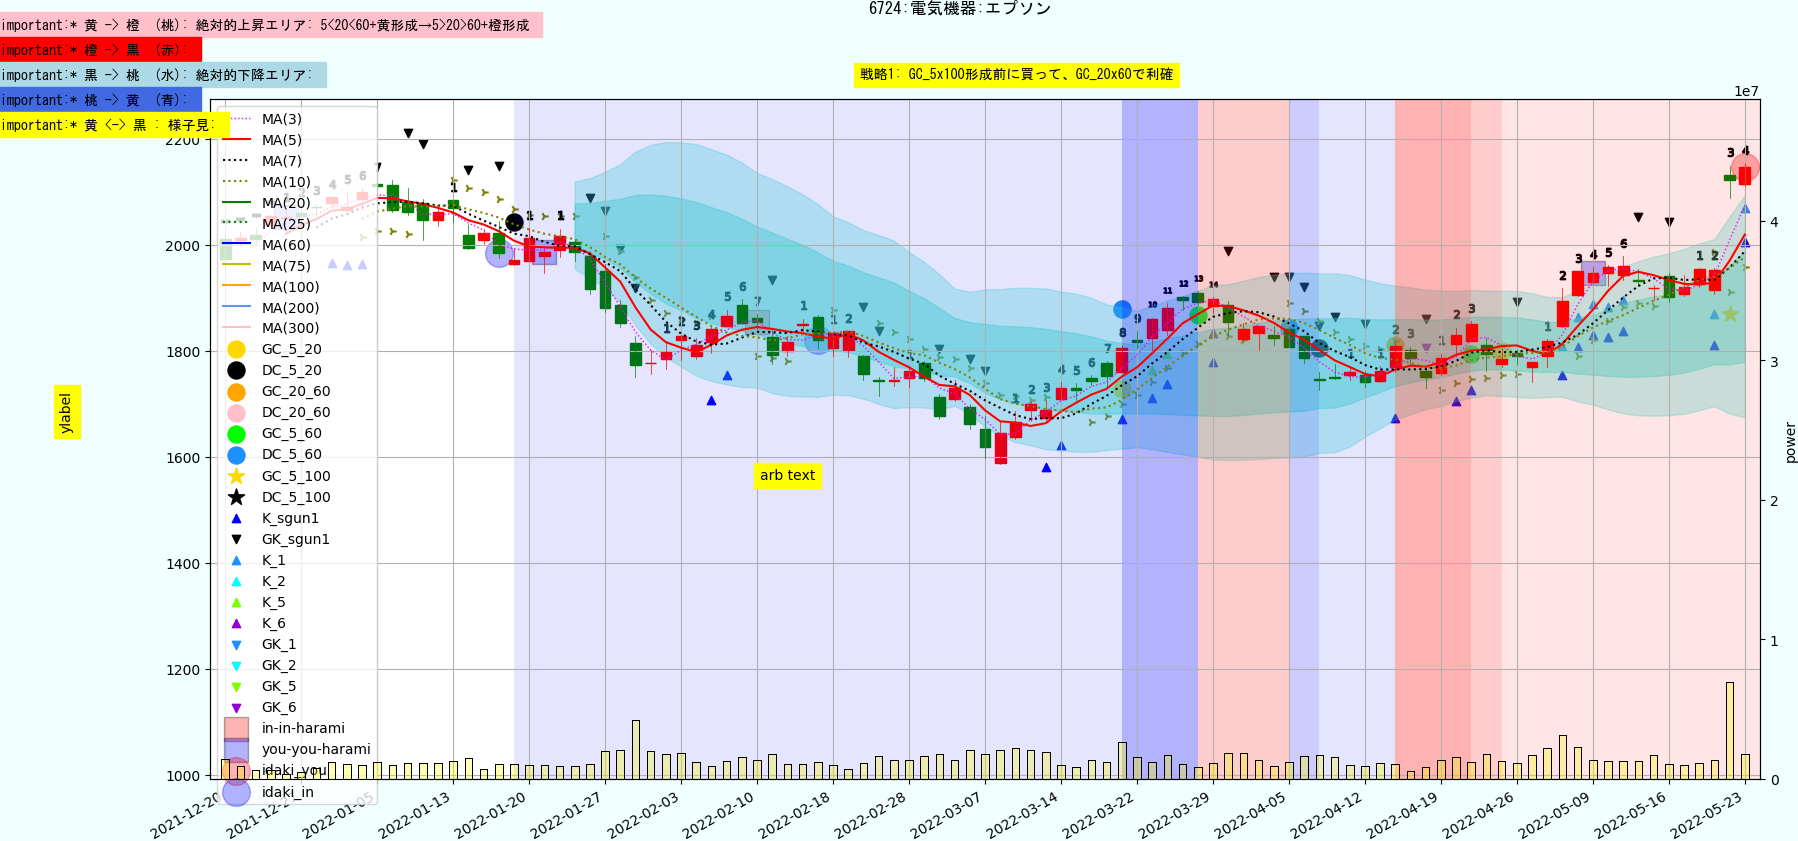 6724:電気機器:エプソン
important:* 黄 -> 橙 (桃): 絶対的上昇エリア: 5<20<60+黄形成→5>20>60+橙形成
important:* 橙 -> 黒 (赤):
important:* 黒 -> 桃 (水): 絶対的下降エリア:
important:* 桃 -> 黄 (青):
important:* 黄 <-> 黒 : 様子見:
戦略1: GC_5x100形成前に買って、GC_20x60で利確
1e7
MA(3)
MA(5)
MA(7)
MA(10)
MA(20)
MA(25)
MA(60)
MA(75)
MA(100)
MA(200)
MA(300)
GC_5_20
DC_5_20
GC_20_60
DC_20_60
GC_5_60
DC_5_60
GC_5_100
DC_5_100
K_sgun1
GK_sgun1
K_1
K_2
K_5
K_6
GK_1
GK_2
GK_5
GK_6
in-in-harami
you-you-harami
idaki_you
idaki_in
2200
2000
1800
1600
1400
1200
1000
ylabel
arb text
4
3
2
1
0
power
2021-12-20
2022-01-05
2022-01-13
2022-01-20
2022-01-27
2022-02-03
2022-02-10
2022-02-18
2022-02-28
2022-03-07
2022-03-14
2022-03-22
2022-03-29
2022-04-05
2022-04-12
2022-04-19
2022-04-26
2022-05-09
2022-05-16
2022-05-23